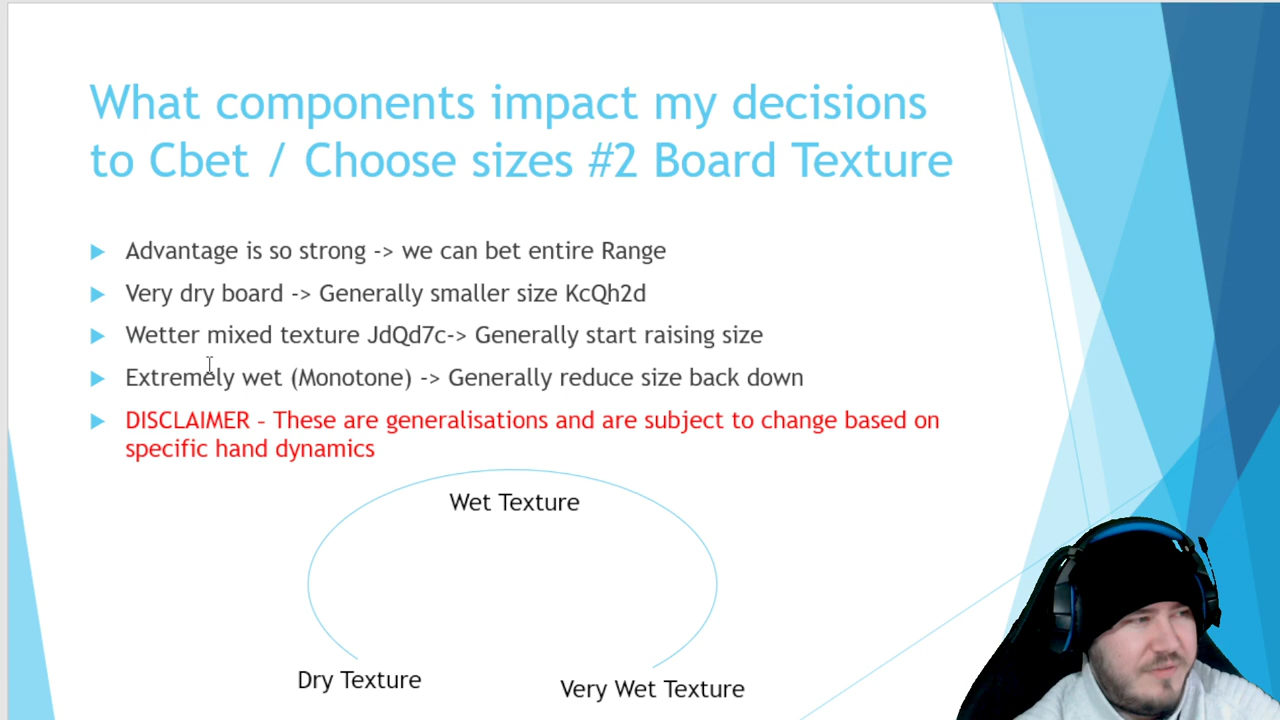 What components impact my decisions
to Cbet / Choose sizes #2 Board Texture
Advantage is so strong -> we can bet entire Range
Very dry board -> Generally smaller size KcQh2d
Wetter mixed texture JdQd7c-> Generally start raising size
Extremely wet (Monotone) -> Generally reduce size back down
DISCLAIMER – These are generalisations and are subject to change based on
specific hand dynamics
Wet Texture
Dry Texture
Very Wet Texture